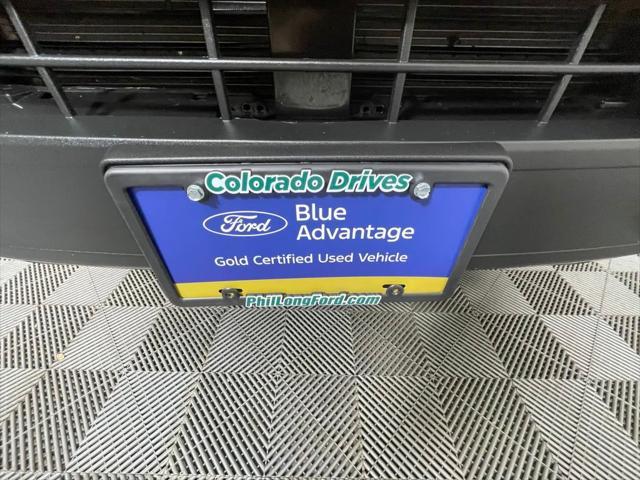 Colorado Drives
Ford
Blue
Advantage
Gold Certified Used Vehicle
PhilLongFord.com